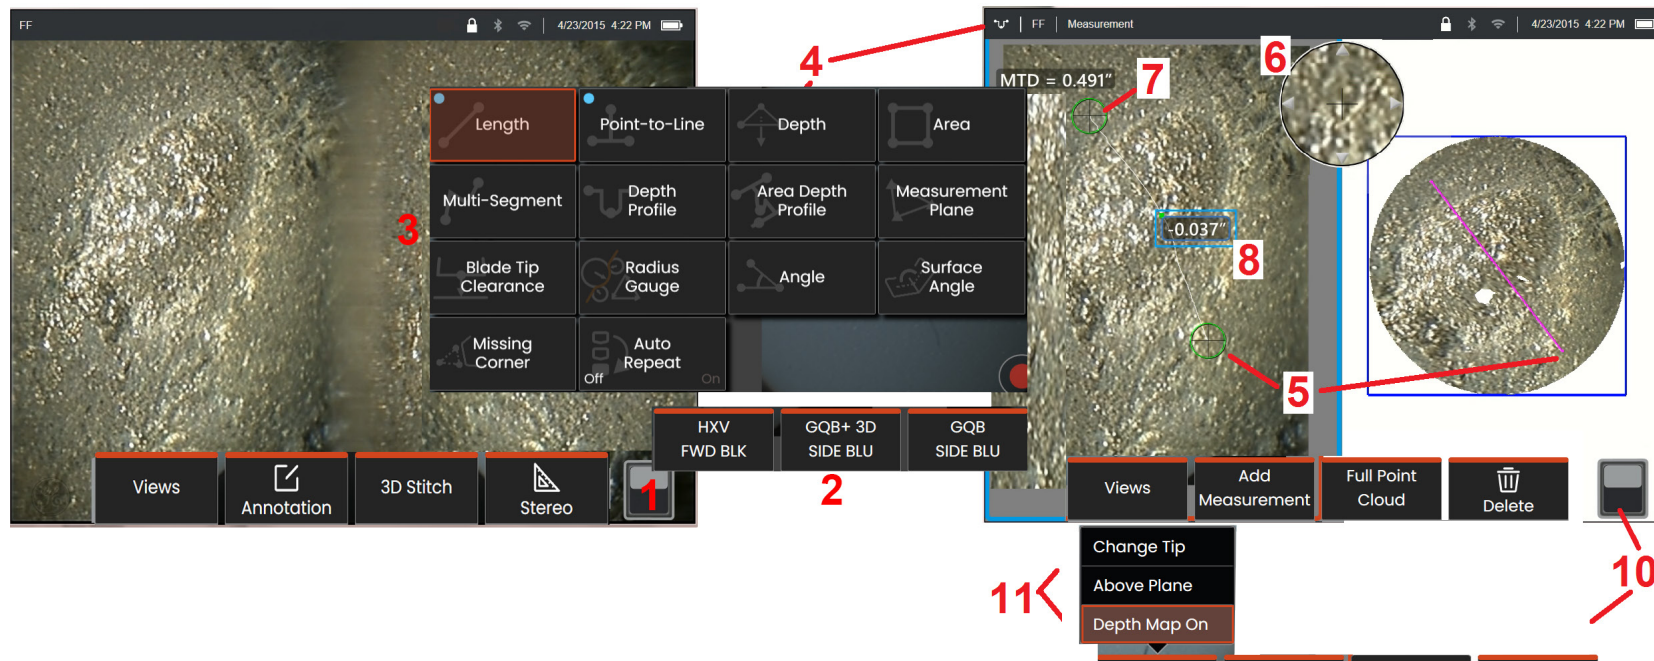 FF
4/23/2015 4:22 PM
4
FF
Measurement
4/23/2015 4:22 PM
MTD = 0.491"
7
6
Length
Point-to-Line
Depth
Area
3
Multi-Segment
Depth
Profile
Area Depth
Profile
Measurement
Plane
-0.037"
8
Blade Tip
Clearance
Radius
Gauge
Angle
Surface
Angle
Missing
Corner
Auto
Repeat
Off
On
5
HXV
FWD BLK
GQB+ 3D
SIDE BLU
GQB
SIDE BLU
2
Views
Annotation
3D Stitch
Stereo
1
Views
Add
Measurement
Full Point
Cloud
Delete
10
11
Change Tip
Above Plane
Depth Map On